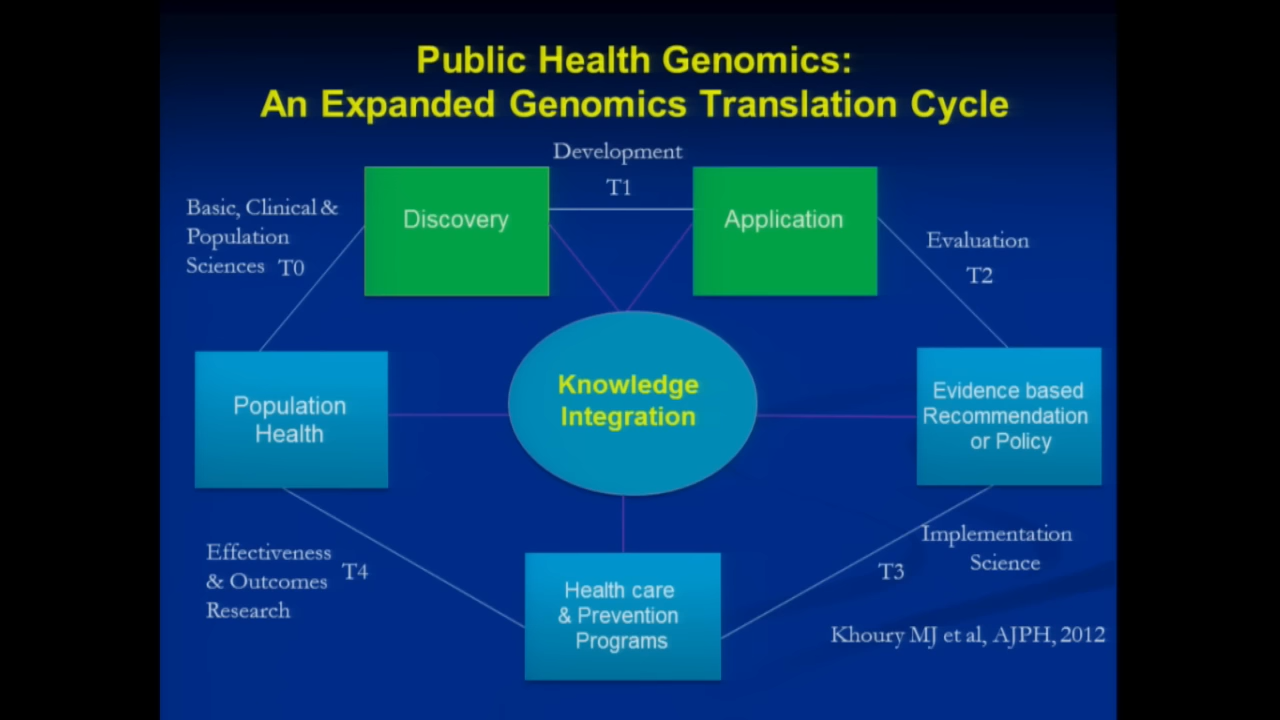 Public Health Genomics:
An Expanded Genomics Translation Cycle
Development
T1
Basic, Clinical &
Population
Sciences T0
Discovery
Application
Evaluation
T2
Population
Health
Knowledge
Integration
Evidence based
Recommendation
or Policy
Effectiveness
& Outcomes
Research
T4
Health care
& Prevention
Programs
T3
Implementation
Science
Khoury MJ et al, AJPH, 2012